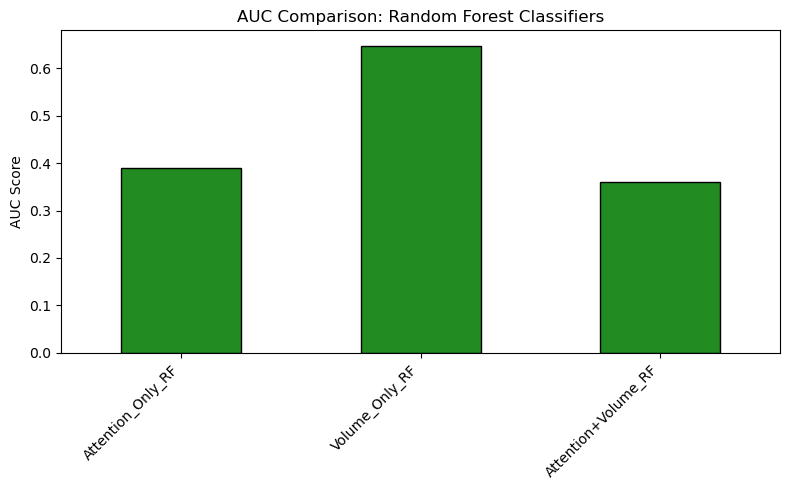 AUC Comparison: Random Forest Classifiers
AUC Score
0.6
0.5
0.4
0.3
0.2
0.1
0.0
Attention_Only_RF
Volume_Only_RF
Attention+Volume_RF